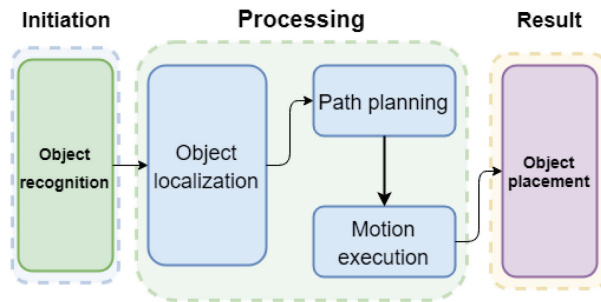 Initiation
Processing
Result
Object
recognition
Object
localization
Path planning
Motion
execution
Object
placement